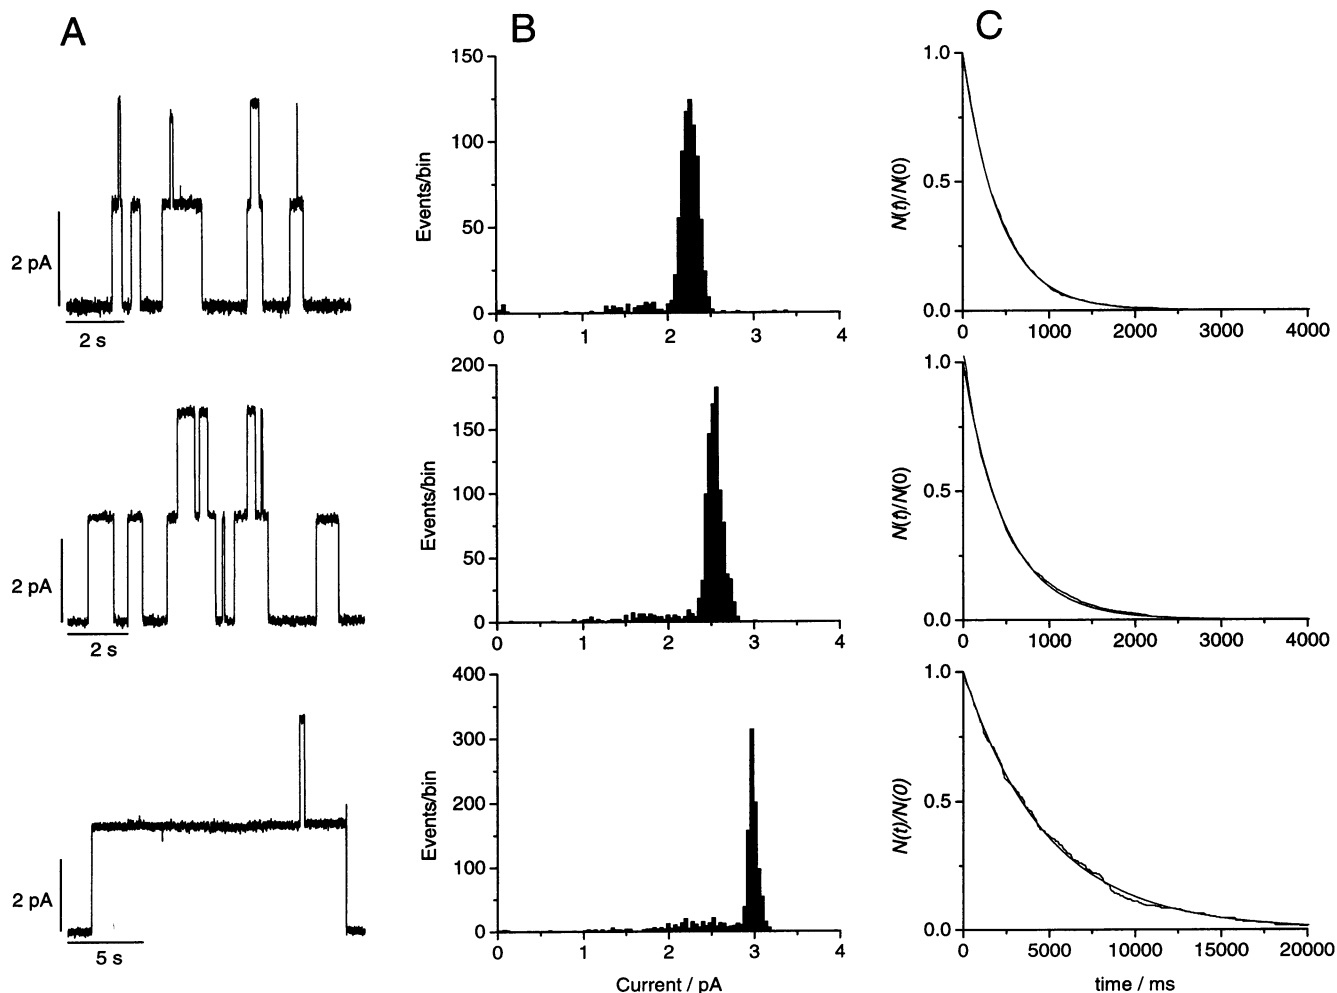 A
B
C
2 pA
2 s
Events/bin
150
100
50
0
0 1 2 3 4
N(t)/N(0)
1.0
0.5
0.0
0 1000 2000 3000 4000
2 pA
2 s
Events/bin
200
150
100
50
0
0 1 2 3 4
N(t)/N(0)
1.0
0.5
0.0
0 1000 2000 3000 4000
2 pA
5 s
Events/bin
400
300
200
100
0
0 1 2 3 4
Current / pA
N(t)/N(0)
1.0
0.5
0.0
0 5000 10000 15000 20000
time / ms